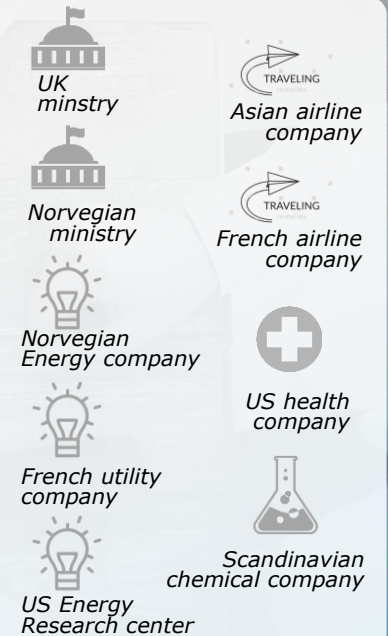 UK
minstry
Norvegian
ministry
Norvegian
Energy company
French utility
company
US Energy
Research center
TRAVELING
Asian airline
company
TRAVELING
French airline
company
US health
company
Scandinavian
chemical company